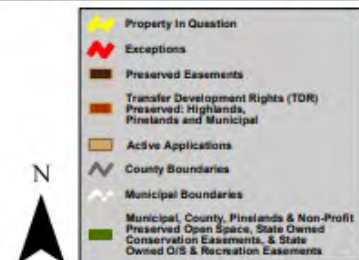 Property In Question
Exceptions
Preserved Easements
Transfer Development Rights (TDR)
Preserved: Highlands,
Pinelands and Municipal
Active Applications
N
County Boundaries
Municipal Boundaries
Municipal, County, Pinelands & Non-Profit
Preserved Open Space, State Owned
Conservation Easements, & State
Owned O/S & Recreation Easements